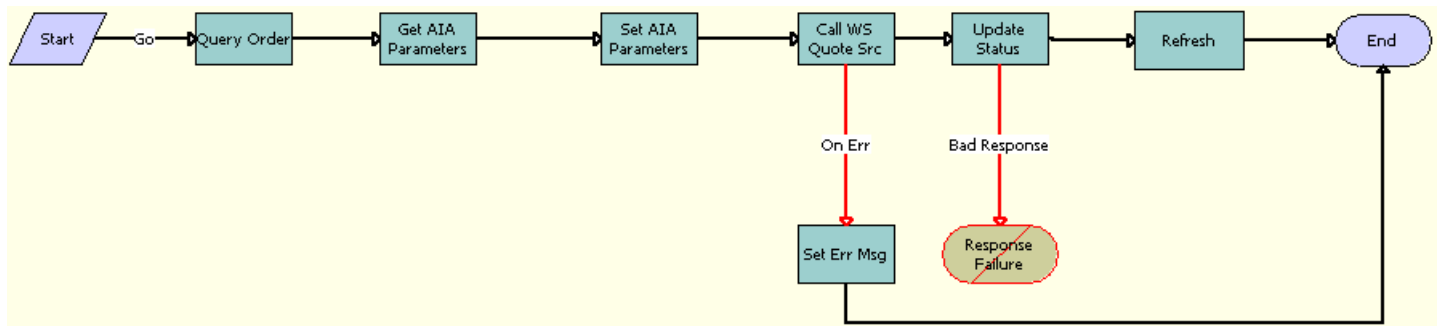 Start
Go
Query Order
Get AIA
Parameters
Set AIA
Parameters
Call WS
Quote Src
Update
Status
Refresh
End
On Err
Bad Response
Set Err Msg
Response
Failure